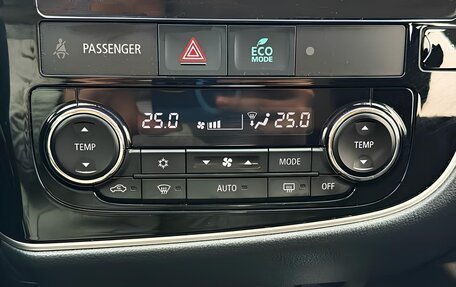 PASSENGER ECO MODE
25.0 25.0
TEMP TEMP
MODE
AUTO OFF